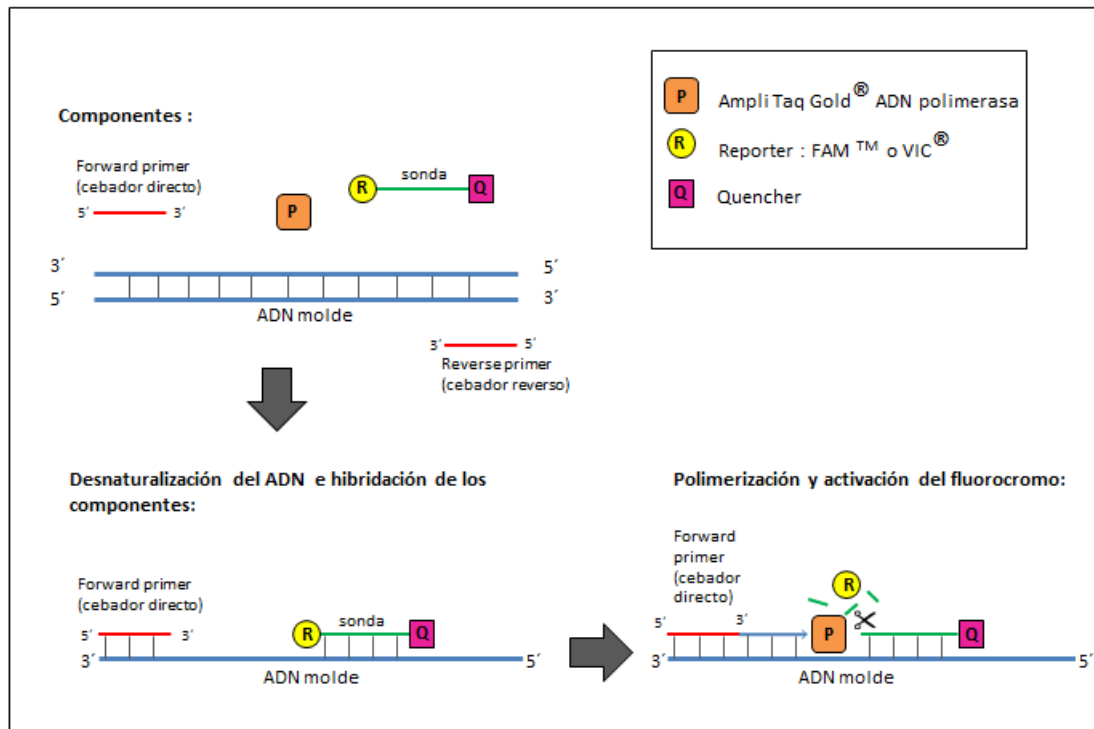 Componentes :
Forward primer
(cebador directo)
5´ 3´
P
R sonda Q
P Ampli Taq Gold® ADN polimerasa
R Reporter : FAM ™ o VIC®
Q Quencher
3´ 5´
5´ 3´
ADN molde
3´ 5´
Reverse primer
(cebador reverso)
Desnaturalización del ADN e hibridación de los
componentes:
Forward primer
(cebador directo)
5´ 3´
R sonda Q
3´ 5´
ADN molde
Polimerización y activación del fluorocromo:
Forward
primer
(cebador
directo)
R
5´ 3´
P Q
3´ 5´
ADN molde